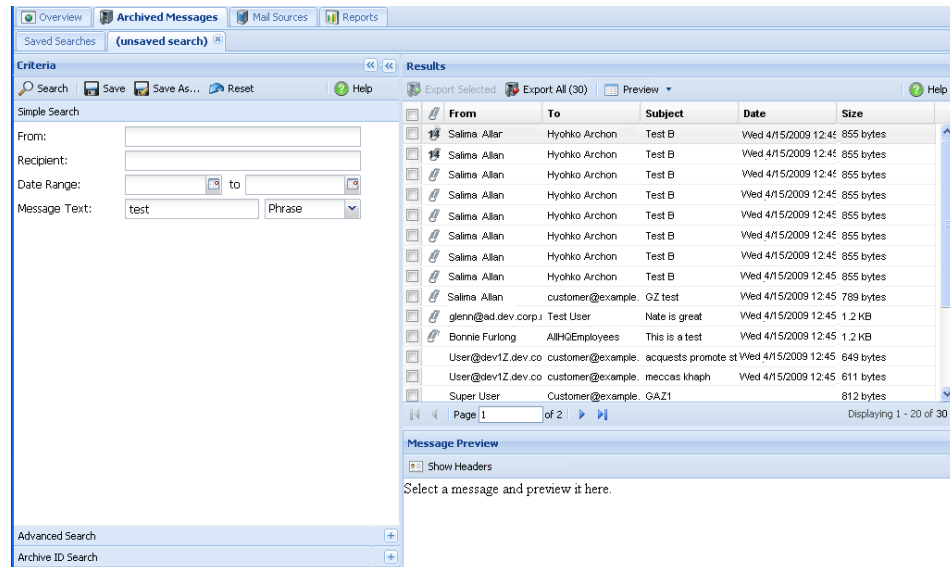 Overview Archived Messages Mail Sources Reports
Saved Searches (unsaved search)
Criteria
Search Save Save As... Reset Help
Simple Search
From:
Recipient:
Date Range: to
Message Text: test Phrase
Advanced Search
Archive ID Search
Results
Export Selected Export All (30) Preview Help
From To Subject Date Size
Salima Allar Hyohko Archon Test B Wed 4/15/2009 12:45 855 bytes
Salima Allan Hyohko Archon Test B Wed 4/15/2009 12:45 855 bytes
Salima Allan Hyohko Archon Test B Wed 4/15/2009 12:45 855 bytes
Salima Allan Hyohko Archon Test B Wed 4/15/2009 12:45 855 bytes
Salima Allan Hyohko Archon Test B Wed 4/15/2009 12:45 855 bytes
Salima Allan Hyohko Archon Test B Wed 4/15/2009 12:45 855 bytes
Salima Allan Hyohko Archon Test B Wed 4/15/2009 12:45 855 bytes
Salima Allan Hyohko Archon Test B Wed 4/15/2009 12:45 855 bytes
Salima Allan customer@example. GZ test Wed 4/15/2009 12:45 789 bytes
glenn@ad.dev.corp.i Test User Nate is great Wed 4/15/2009 12:45 1.2 KB
Bonnie Furlong AllHQEmployees This is a test Wed 4/15/2009 12:45 1.2 KB
User@dev1Z.dev.co customer@example. acquests promote st Wed 4/15/2009 12:45 649 bytes
User@dev1Z.dev.co customer@example. meccas khaph Wed 4/15/2009 12:45 611 bytes
Super User Customer@example. GAZ1 812 bytes
Page 1 of 2 Displaying 1 - 20 of 30
Message Preview
Show Headers
Select a message and preview it here.